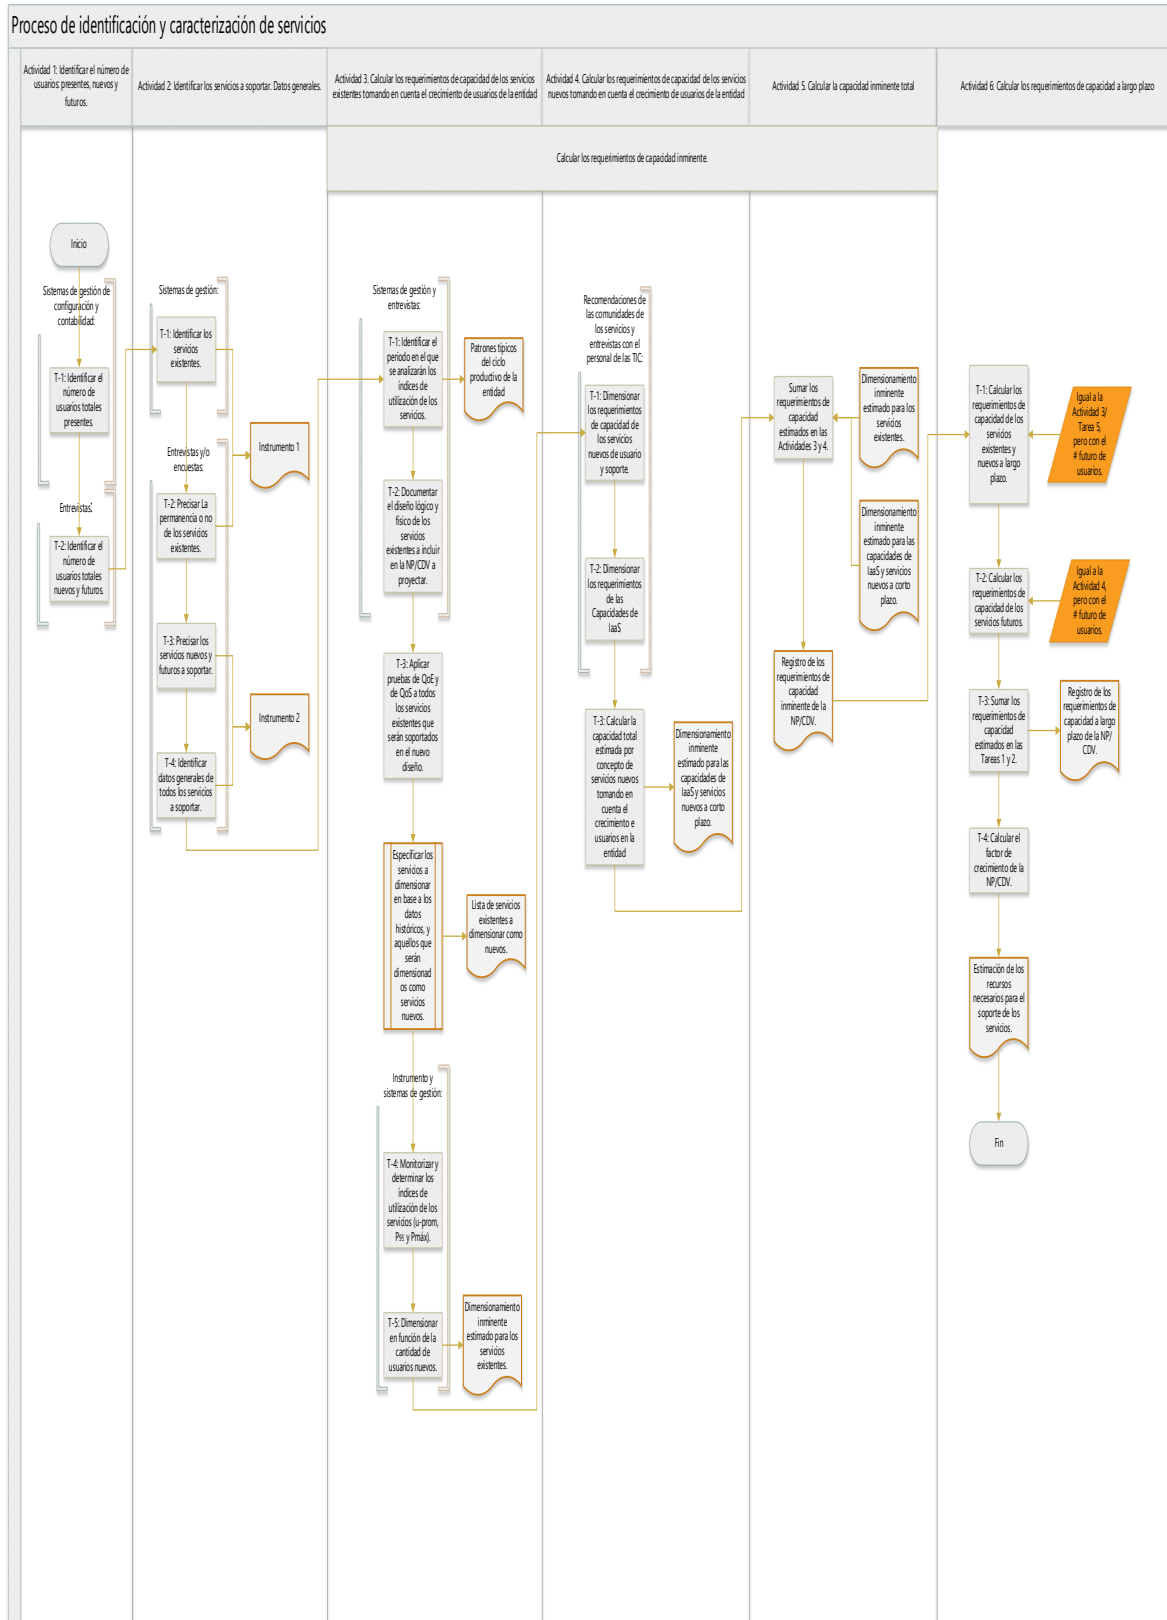 Proceso de identificación y caracterización de servicios
Actividad 1: Identificar el número de
usuarios: presentes, nuevos y
futuros.
Actividad 2: Identificar los servicios a soportar. Datos generales.
Actividad 3. Calcular los requerimientos de capacidad de los servicios
existentes tomando en cuenta el crecimiento de usuarios de la entidad
Actividad 4. Calcular los requerimientos de capacidad de los servicios
nuevos tomando en cuenta el crecimiento de usuarios de la entidad
Actividad 5. Calcular la capacidad inminente total
Actividad 6: Calcular los requerimientos de capacidad a largo plazo
Calcular los requerimientos de capacidad inminente.
Inicio
Sistemas de gestión de
configuración y
contabilidad:
T-1: Identificar el
número de
usuarios totales
presentes.
Entrevistas:
T-2: Identificar el
número de
usuarios totales
nuevos y futuros.
Sistemas de gestión:
T-1: Identificar los
servicios
existentes.
Entrevistas y/o
encuestas:
T-2: Precisar La
permanencia o no
de los servicios
existentes.
Instrumento 1
T-3: Precisar los
servicios nuevos y
futuros a soportar.
Instrumento 2
T-4: Identificar
datos generales de
todos los servicios
a soportar.
Sistemas de gestión y
entrevistas:
T-1: Identificar el
periodo en el que
se analizarán los
índices de
utilización de los
servicios.
Patrones típicos
del ciclo
productivo de la
entidad
T-2: Documentar
el diseño lógico y
físico de los
servicios
existentes a incluir
en la NP/CDV a
proyectar.
T-3: Aplicar
pruebas de QoE y
de QoS a todos
los servicios
existentes que
serán soportados
en el nuevo
diseño.
Especificar los
servicios a
dimensionar
en base a los
datos
históricos, y
aquellos que
serán
dimensionad
os como
servicios
nuevos.
Lista de servicios
existentes a
dimensionar como
nuevos.
Instrumento y
sistemas de gestión:
T-4: Monitorizar y
determinar los
índices de
utilización de los
servicios (u-prom,
P95 y Pmáx).
T-5: Dimensionar
en función de la
cantidad de
usuarios nuevos.
Dimensionamiento
inminente
estimado para los
servicios
existentes.
Recomendaciones de
las comunidades de
los servicios y
entrevistas con el
personal de las TIC:
T-1: Dimensionar
los requerimientos
de capacidad de
los servicios
nuevos de usuario
y soporte.
T-2: Dimensionar
los requerimientos
de las
Capacidades de
IaaS
T-3: Calcular la
capacidad total
estimada por
concepto de
servicios nuevos
tomando en
cuenta el
crecimiento e
usuarios en la
entidad
Dimensionamiento
inminente
estimado para las
capacidades de
IaaS y servicios
nuevos a corto
plazo.
Sumar los
requerimientos de
capacidad
estimados en las
Actividades 3 y 4.
Dimensionamiento
inminente
estimado para los
servicios
existentes.
Dimensionamiento
inminente
estimado para las
capacidades de
IaaS y servicios
nuevos a corto
plazo.
Registro de los
requerimientos de
capacidad
inminente de la
NP/CDV.
T-1: Calcular los
requerimientos de
capacidad de los
servicios
existentes y
nuevos a largo
plazo.
Igual a la
Actividad 3/
Tarea 5,
pero con el
# futuro de
usuarios.
T-2: Calcular los
requerimientos de
capacidad de los
servicios futuros.
Igual a la
Actividad 4,
pero con el
# futuro de
usuarios.
T-3: Sumar los
requerimientos de
capacidad
estimados en las
Tareas 1 y 2.
Registro de los
requerimientos de
capacidad a largo
plazo de la NP/
CDV.
T-4: Calcular el
factor de
crecimiento de la
NP/CDV.
Estimación de los
recursos
necesarios para el
soporte de los
servicios.
Fin